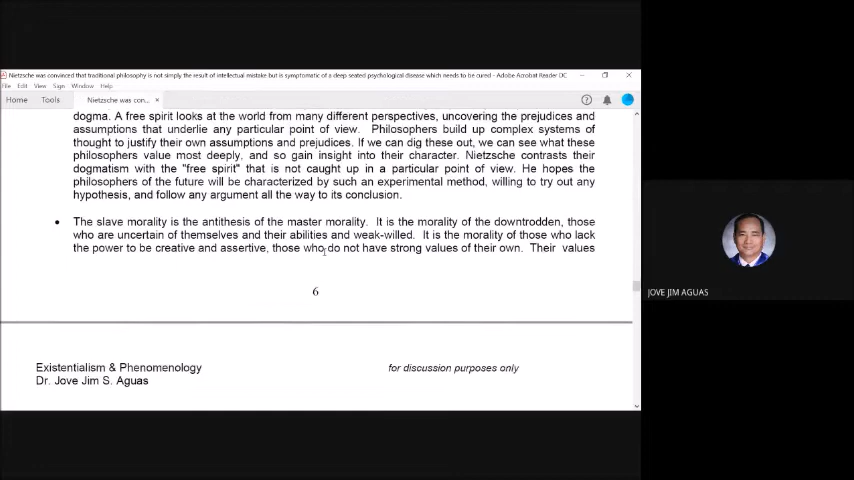 Nietzsche was convinced that traditional philosophy is not simply the result of intellectual mistake but is symptomatic of a deep seated psychological disease which needs to be cured - Adobe Acrobat Reader DC
File Edit View Sign Window Help
Home Tools Nietzsche was con... ×
dogma. A free spirit looks at the world from many different perspectives, uncovering the prejudices and
assumptions that underlie any particular point of view. Philosophers build up complex systems of
thought to justify their own assumptions and prejudices. If we can dig these out, we can see what these
philosophers value most deeply, and so gain insight into their character. Nietzsche contrasts their
dogmatism with the "free spirit" that is not caught up in a particular point of view. He hopes the
philosophers of the future will be characterized by such an experimental method, willing to try out any
hypothesis, and follow any argument all the way to its conclusion.
• The slave morality is the antithesis of the master morality. It is the morality of the downtrodden, those
who are uncertain of themselves and their abilities and weak-willed. It is the morality of those who lack
the power to be creative and assertive, those who do not have strong values of their own. Their values
6
Existentialism & Phenomenology for discussion purposes only
Dr. Jove Jim S. Aguas
JOVE JIM AGUAS